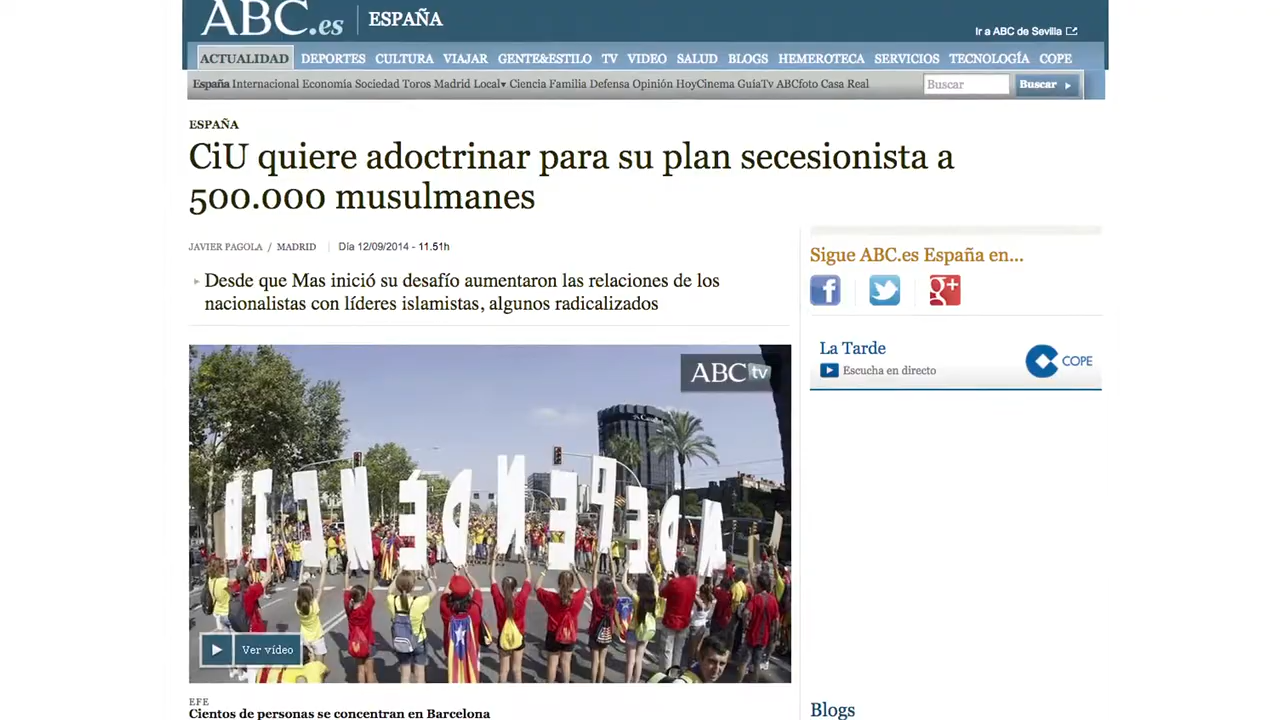 ABC.es
ESPAÑA
Ir a ABC de Sevilla
ACTUALIDAD DEPORTES CULTURA VIAJAR GENTE&ESTILO TV VIDEO SALUD BLOGS HEMEROTECA SERVICIOS TECNOLOGÍA COPE
España Internacional Economía Sociedad Toros Madrid Local Ciencia Familia Defensa Opinión HoyCinema GuíaTv ABCfoto Casa Real
Buscar
Buscar
ESPAÑA
CiU quiere adoctrinar para su plan secesionista a
500.000 musulmanes
JAVIER PAGOLA / MADRID | Día 12/09/2014 - 11.51h
Desde que Mas inició su desafío aumentaron las relaciones de los
nacionalistas con líderes islamistas, algunos radicalizados
Sigue ABC.es España en...
La Tarde
Escucha en directo
COPE
ABC tv
Ver vídeo
EFE
Cientos de personas se concentran en Barcelona
Blogs